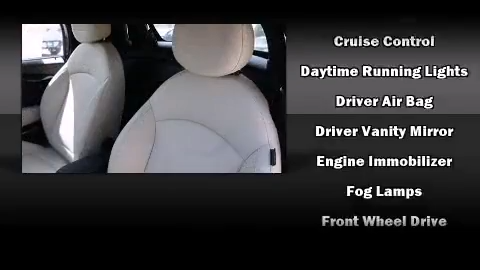 Cruise Control
Daytime Running Lights
Driver Air Bag
Driver Vanity Mirror
Engine Immobilizer
Fog Lamps
Front Wheel Drive